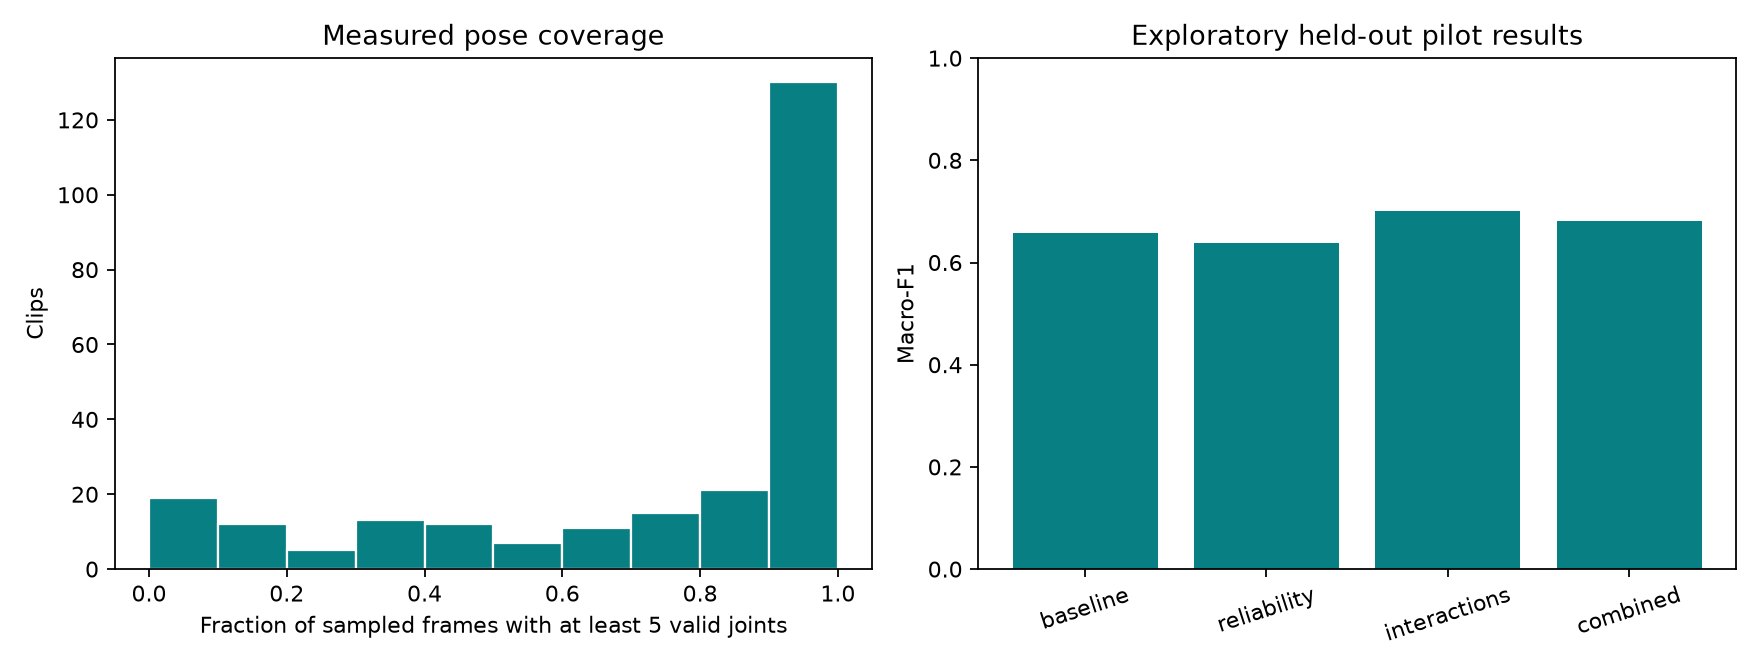 Measured pose coverage
Clips
120
100
80
60
40
20
0
0.0 0.2 0.4 0.6 0.8 1.0
Fraction of sampled frames with at least 5 valid joints
Exploratory held-out pilot results
Macro-F1
1.0
0.8
0.6
0.4
0.2
0.0
baseline reliability interactions combined